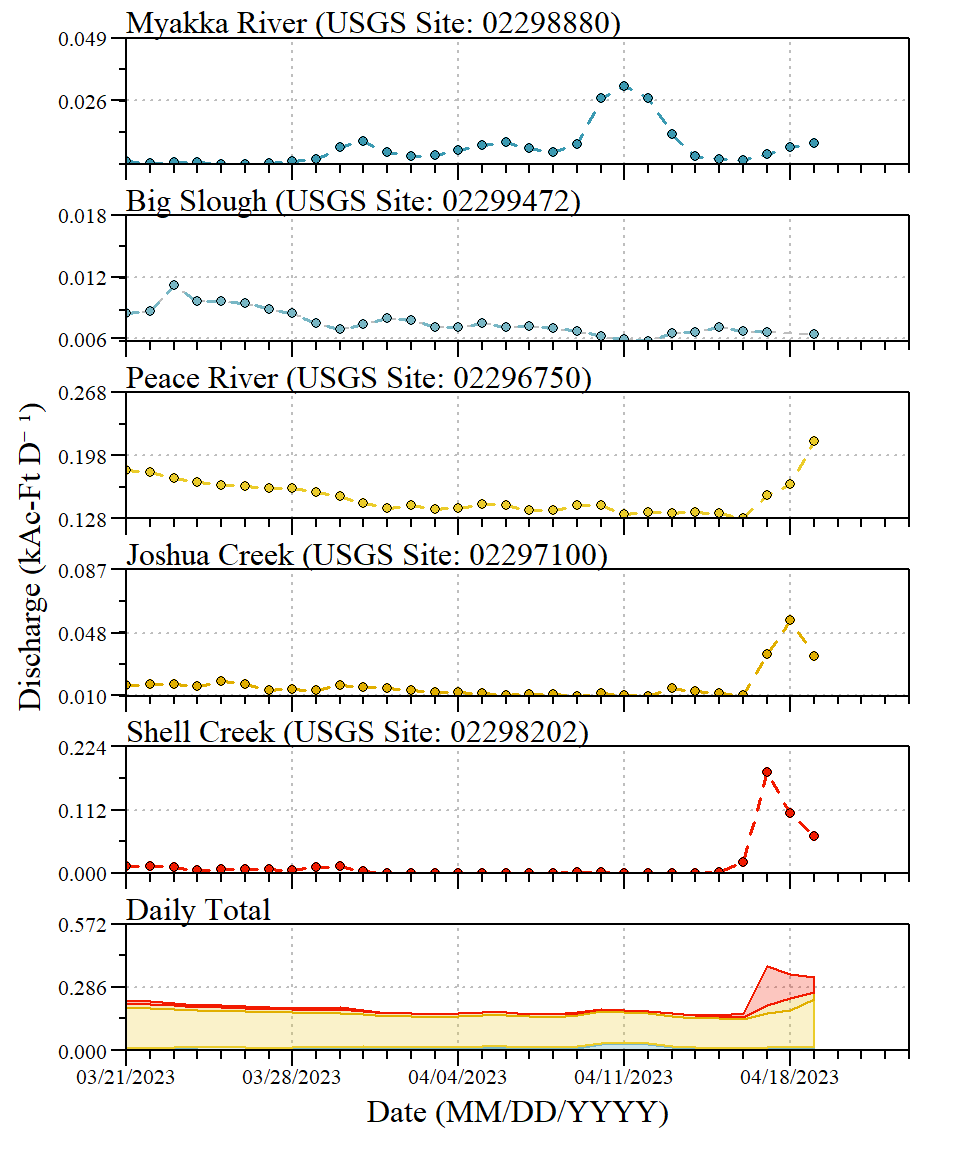 Myakka River (USGS Site: 02298880)
0.049
0.026
Big Slough (USGS Site: 02299472)
0.018
0.012
0.006
Peace River (USGS Site: 02296750)
0.268
0.198
0.128
Joshua Creek (USGS Site: 02297100)
0.087
0.048
0.010
Shell Creek (USGS Site: 02298202)
0.224
0.112
0.000
Daily Total
0.572
0.286
0.000
Discharge (kAc-Ft D⁻¹)
03/21/2023 03/28/2023 04/04/2023 04/11/2023 04/18/2023
Date (MM/DD/YYYY)